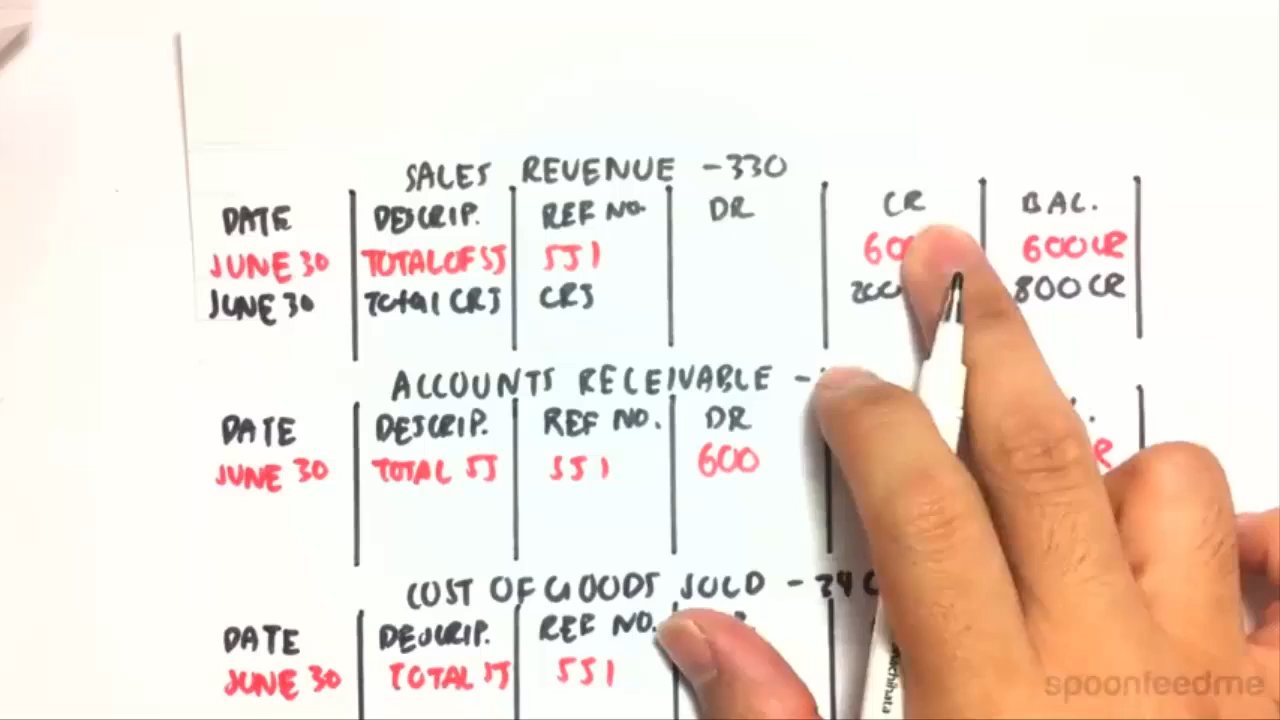 SALES REVENUE -330
DATE DESCRIP. REF NO. DR CR BAL.
JUNE 30 TOTAL OF SJ SJ1 600 CR
JUNE 30 TOTAL CRJ CRJ 800 CR
ACCOUNTS RECEIVABLE -
DATE DESCRIP. REF NO. DR
JUNE 30 TOTAL SJ SJ1 600
COST OF GOODS SOLD -
DATE DESCRIP. REF NO.
JUNE 30 TOTAL SJ SJ1
spoonfeedme